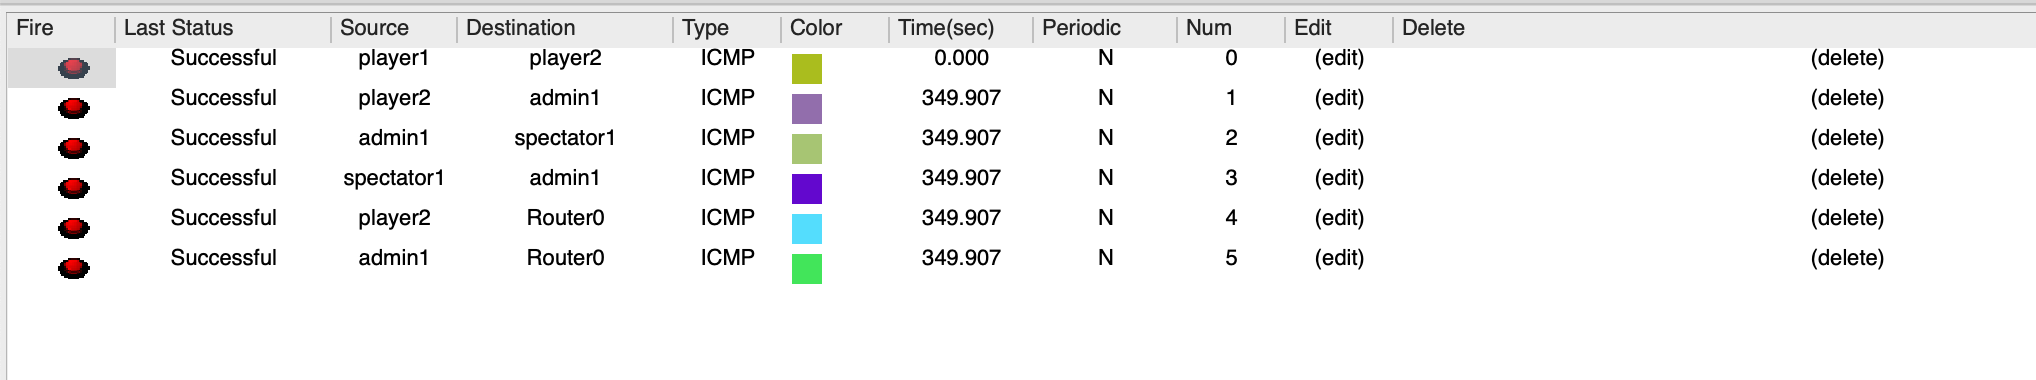 Fire Last Status Source Destination Type Color Time(sec) Periodic Num Edit Delete
Successful player1 player2 ICMP 0.000 N 0 (edit) (delete)
Successful player2 admin1 ICMP 349.907 N 1 (edit) (delete)
Successful admin1 spectator1 ICMP 349.907 N 2 (edit) (delete)
Successful spectator1 admin1 ICMP 349.907 N 3 (edit) (delete)
Successful player2 Router0 ICMP 349.907 N 4 (edit) (delete)
Successful admin1 Router0 ICMP 349.907 N 5 (edit) (delete)